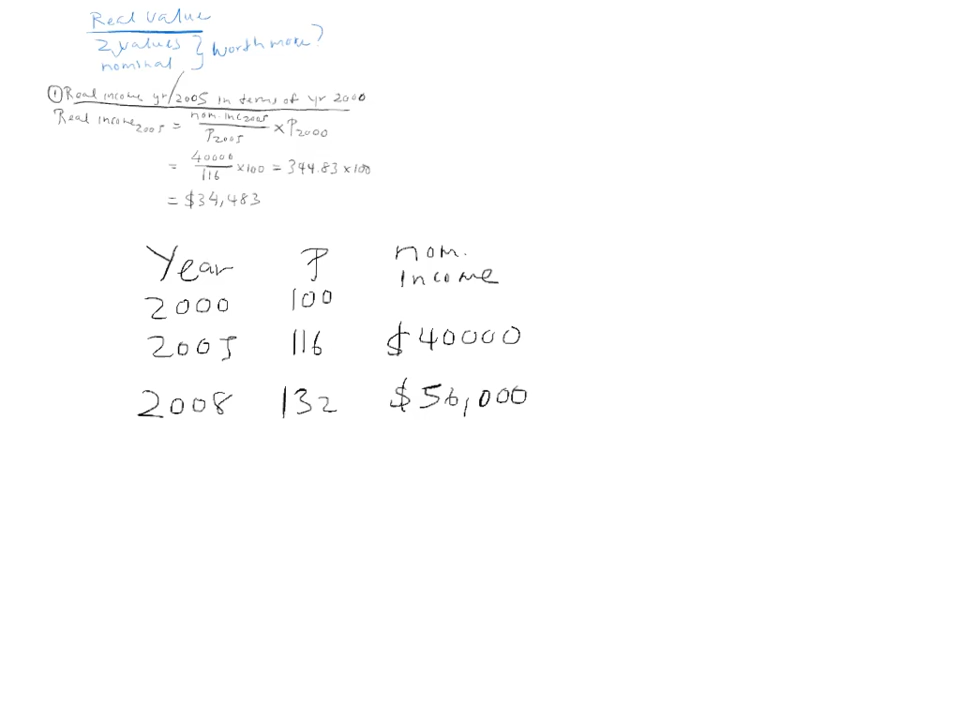 Real value
2 values } worth more?
nominal
① Real income yr/2005 in terms of yr 2000
Real income2005 = nom. inc2005 / P2005 × P2000
= 40000 / 116 × 100 = 344.83 × 100
= $34,483
Year P nom. income
2000 100
2005 116 $40000
2008 132 $56,000